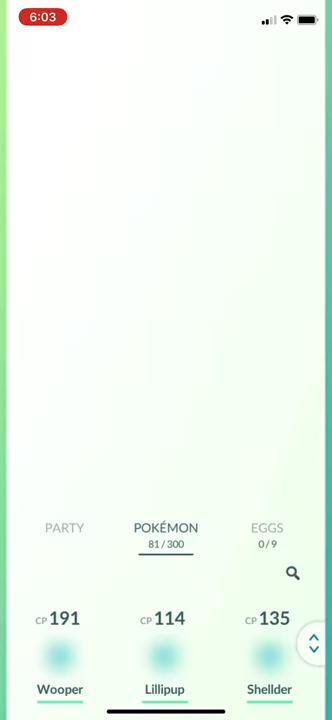 6:03
PARTY POKÉMON EGGS
81 / 300 0 / 9
CP 191 CP 114 CP 135
Wooper Lillipup Shellder